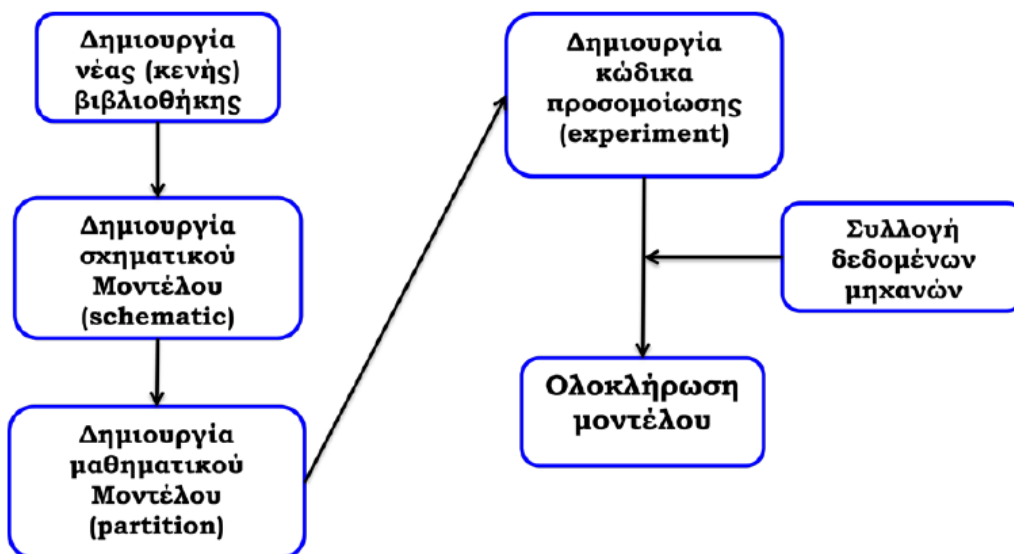 Δημιουργία
νέας (κενής)
βιβλιοθήκης
Δημιουργία
σχηματικού
Μοντέλου
(schematic)
Δημιουργία
μαθηματικού
Μοντέλου
(partition)
Δημιουργία
κώδικα
προσομοίωσης
(experiment)
Συλλογή
δεδομένων
μηχανών
Ολοκλήρωση
μοντέλου